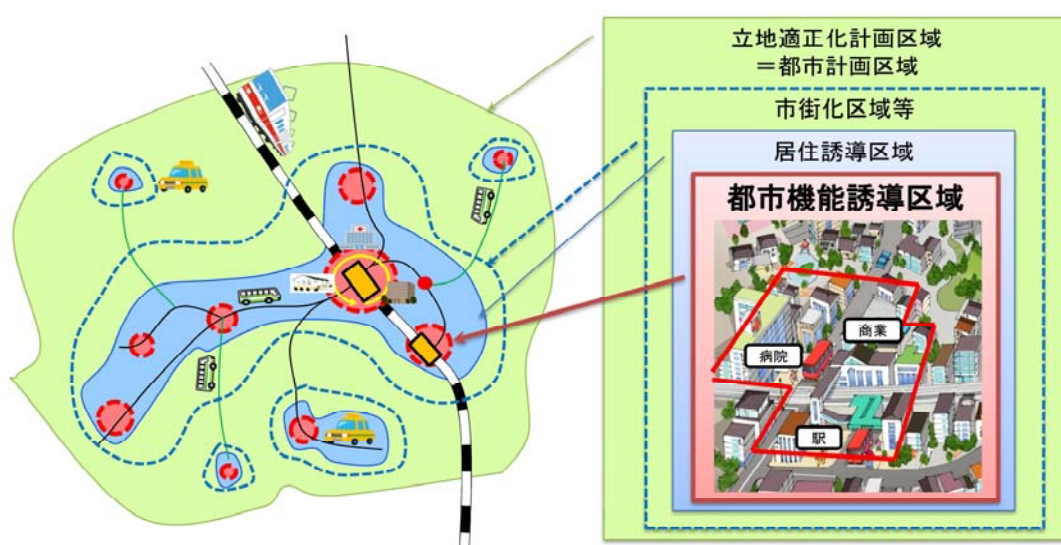 立地適正化計画区域
＝都市計画区域
市街化区域等
居住誘導区域
都市機能誘導区域
商業
病院
駅